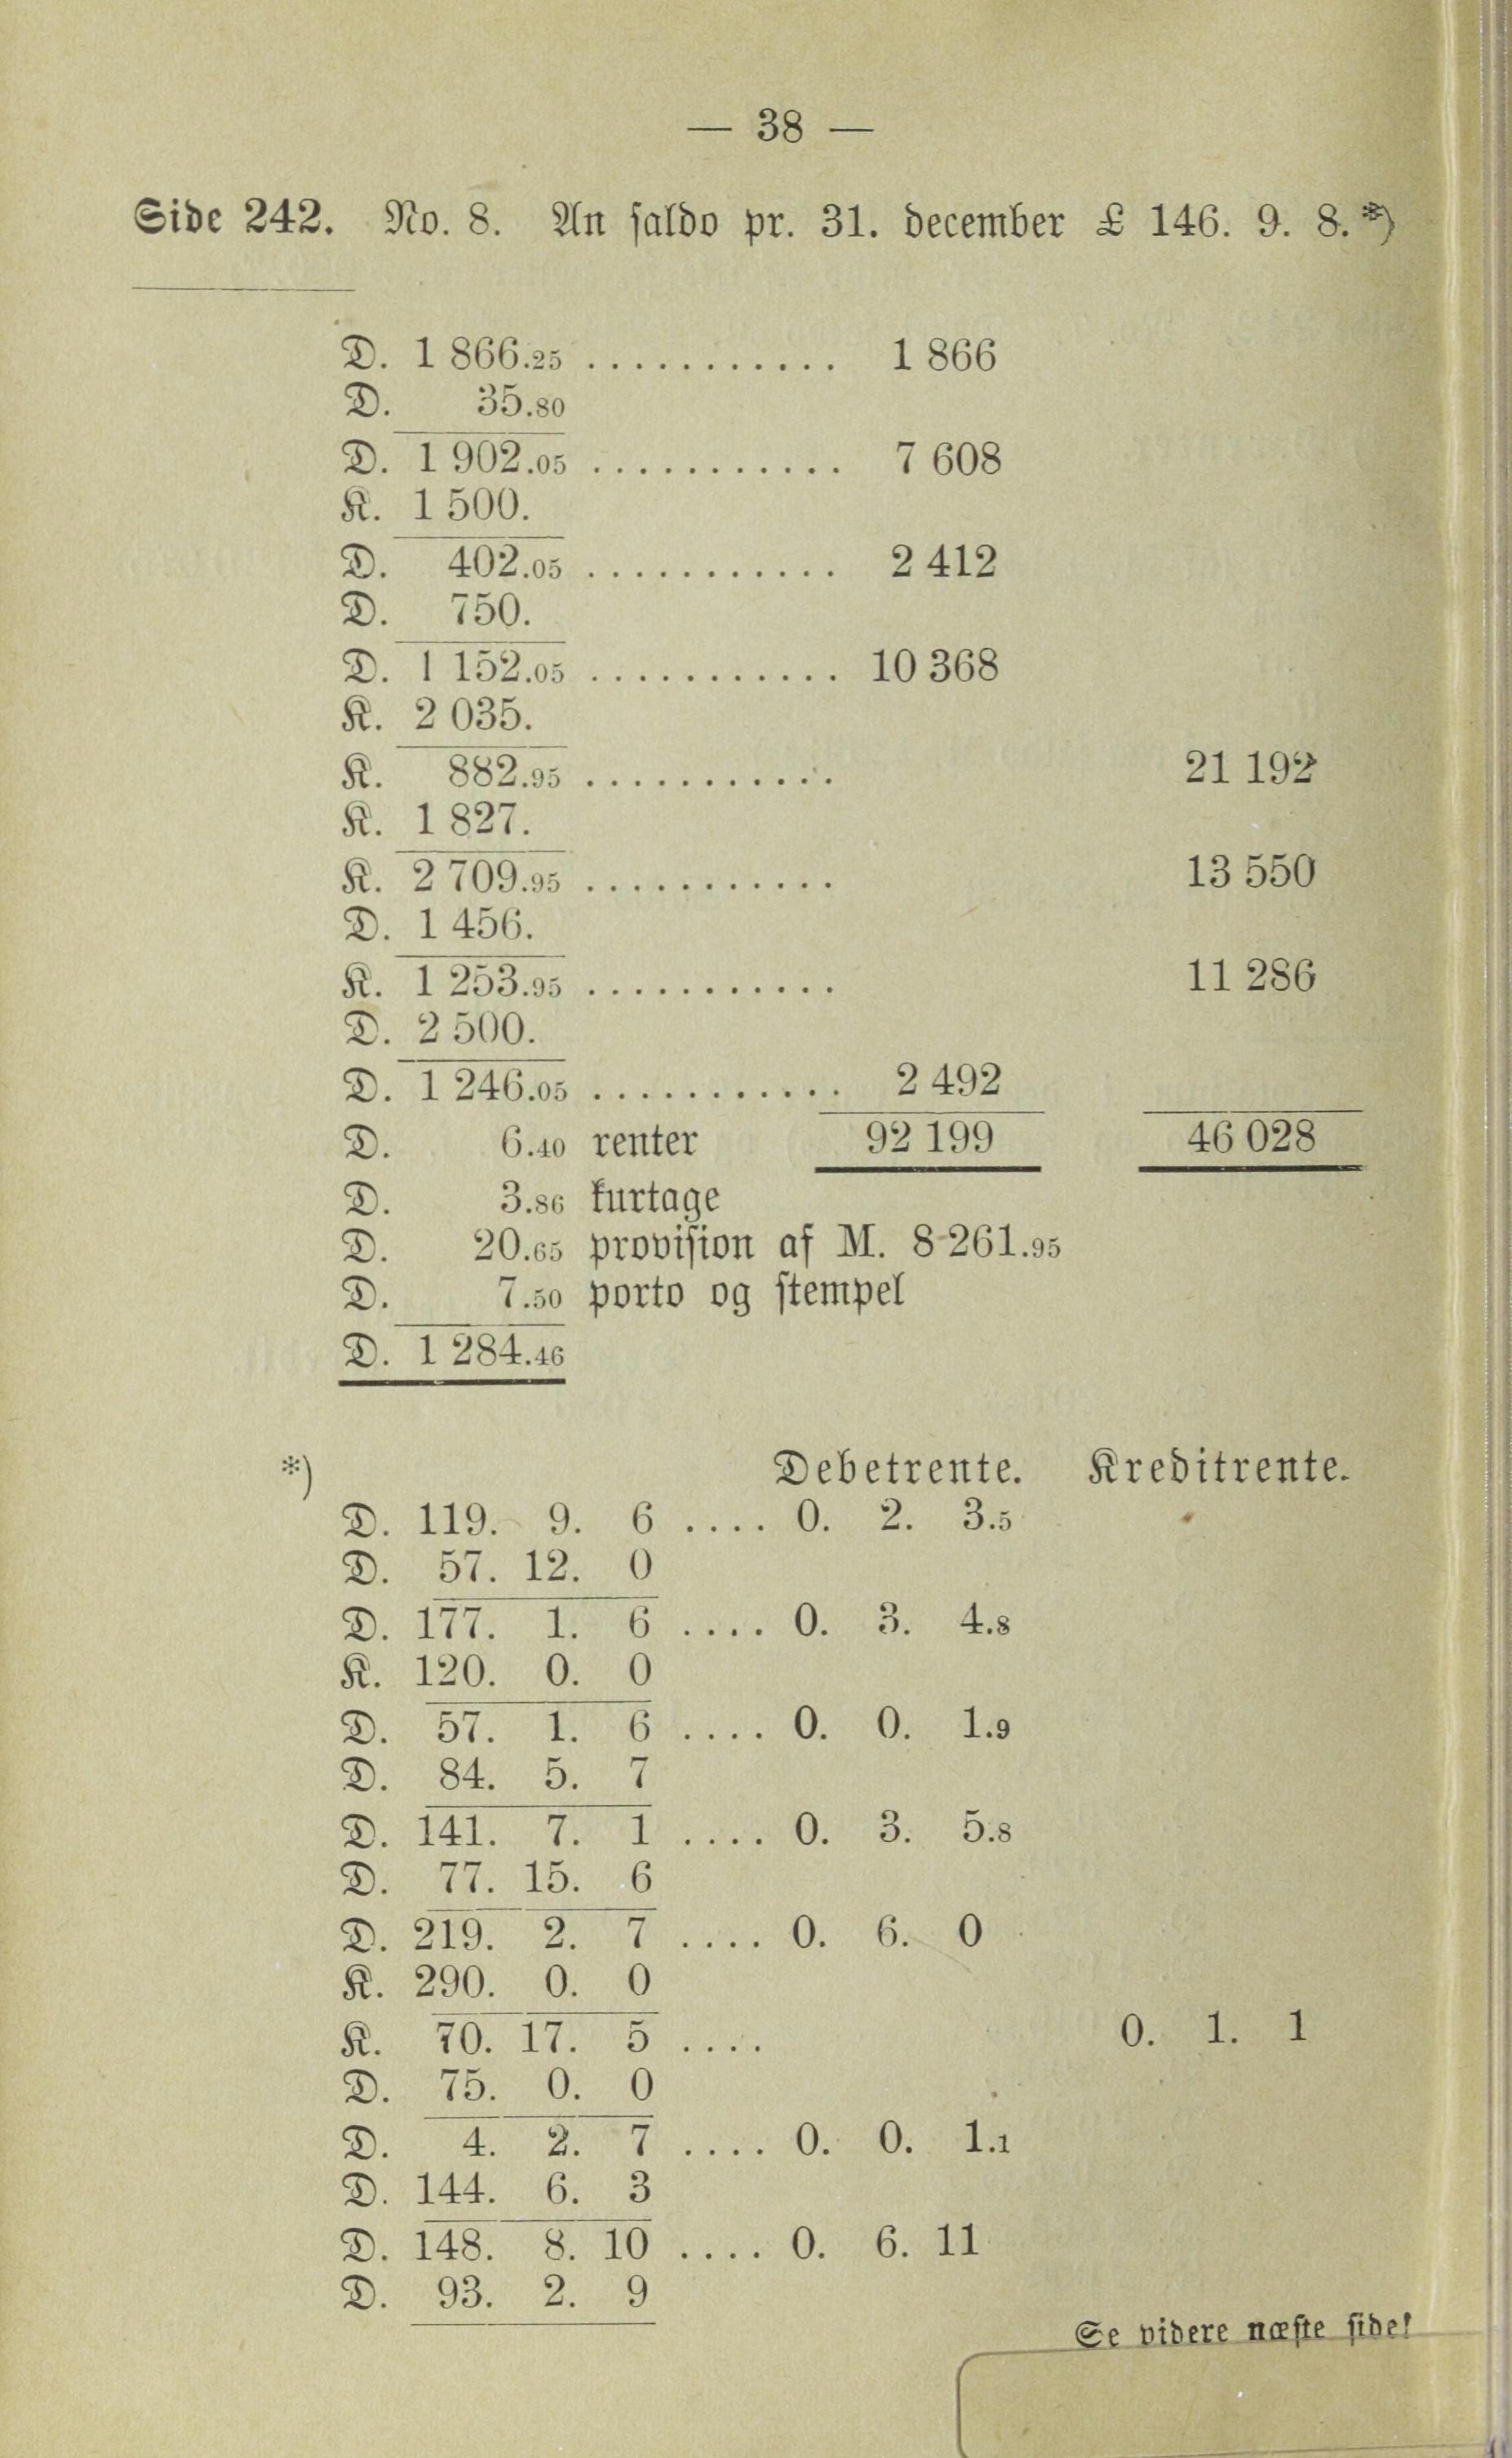 — 38 —
Side 242. No. 8. An saldo pr. 31. december £ 146. 9. 8.*)
D. 1 866.25 ........... 1 866
D. 35.80
D. 1 902.05 ........... 7 608
K. 1 500.
D. 402.05 ........... 2 412
D. 750.
D. 1 152.05 ........... 10 368
K. 2 035.
K. 882.95 ........... 21 192
K. 1 827.
K. 2 709.95 ........... 13 550
D. 1 456.
K. 1 253.95 ........... 11 286
D. 2 500.
D. 1 246.05 ........... 2 492
D. 6.40 renter 92 199 46 028
D. 3.86 kurtage
D. 20.65 provision af M. 8 261.95
D. 7.50 porto og stempel
D. 1 284.46
*) Debetrente. Kreditrente.
D. 119. 9. 6 .... 0. 2. 3.5
D. 57. 12. 0
D. 177. 1. 6 .... 0. 3. 4.8
K. 120. 0. 0
D. 57. 1. 6 .... 0. 0. 1.9
D. 84. 5. 7
D. 141. 7. 1 .... 0. 3. 5.8
D. 77. 15. 6
D. 219. 2. 7 .... 0. 6. 0
K. 290. 0. 0
K. 70. 17. 5 .... 0. 1. 1
D. 75. 0. 0
D. 4. 2. 7 .... 0. 0. 1.1
D. 144. 6. 3
D. 148. 8. 10 .... 0. 6. 11
D. 93. 2. 9
Se videre næste side!